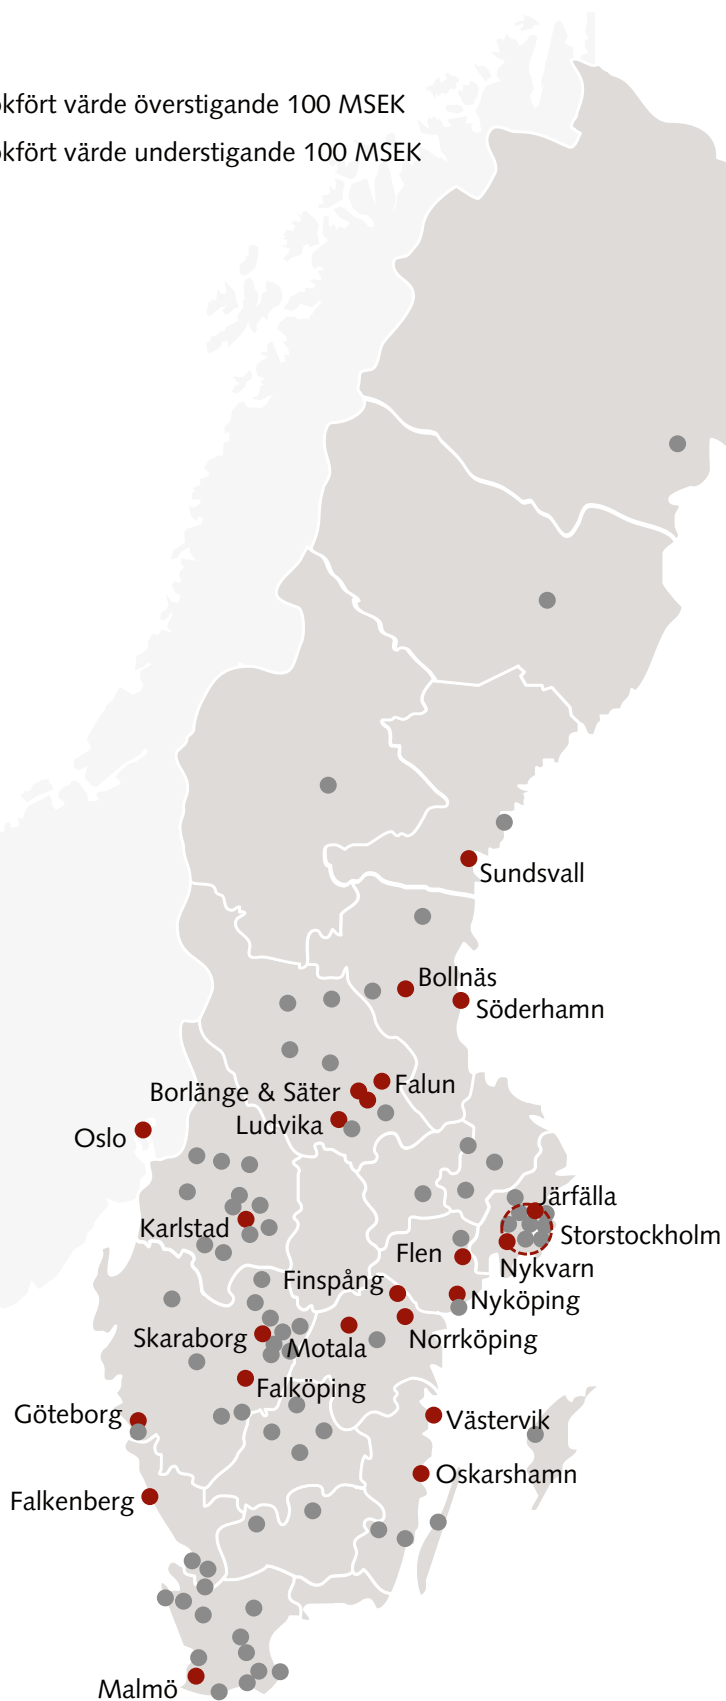 okfört värde överstigande 100 MSEK
okfört värde understigande 100 MSEK
Sundsvall
Bollnäs
Söderhamn
Falun
Borlänge & Säter
Ludvika
Oslo
Järfälla
Karlstad
Storstockholm
Flen
Nykvarn
Finspång
Nyköping
Skaraborg
Norrköping
Motala
Falköping
Göteborg
Västervik
Oskarshamn
Falkenberg
Malmö